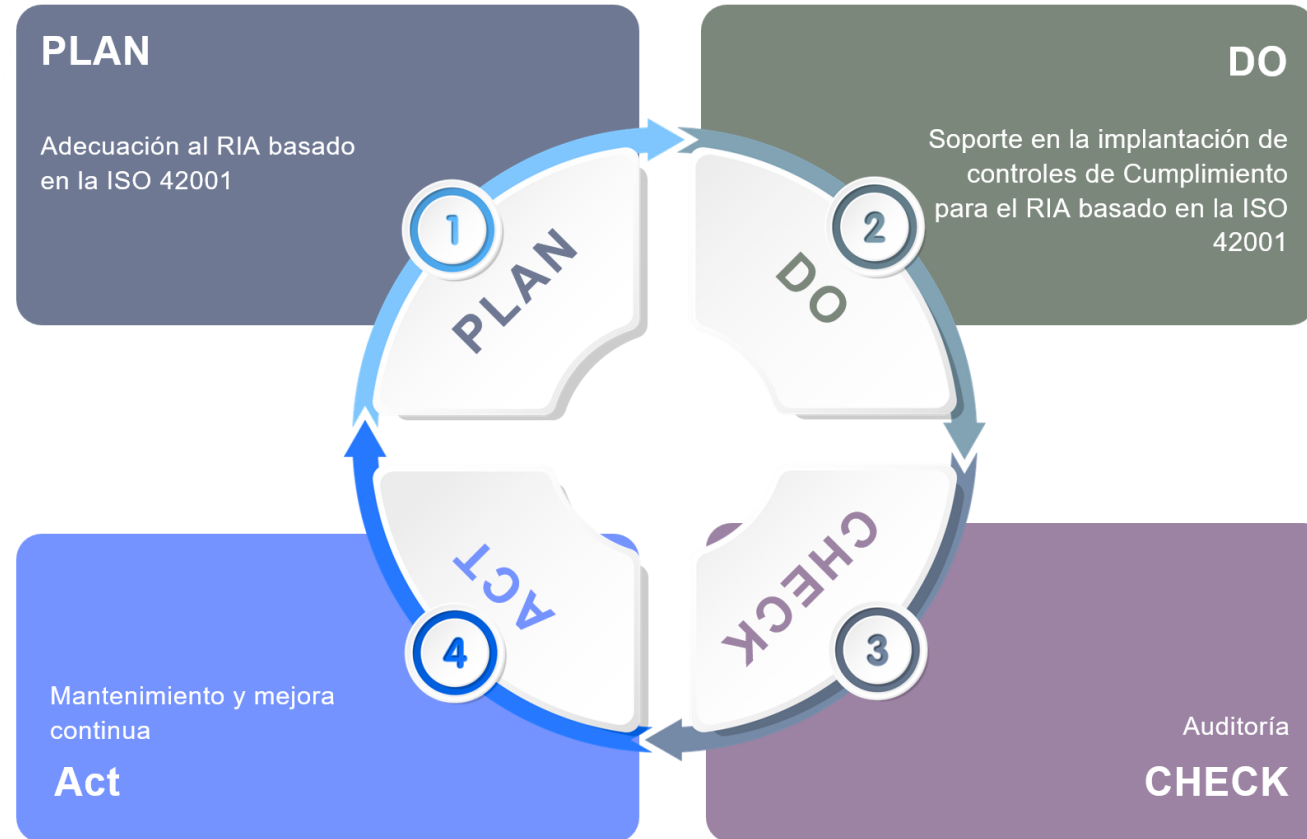 PLAN
Adecuación al RIA basado
en la ISO 42001
DO
Soporte en la implantación de
controles de Cumplimiento
para el RIA basado en la ISO
42001
1
PLAN
2
DO
3
CHECK
4
ACT
Mantenimiento y mejora
continua
Act
Auditoría
CHECK